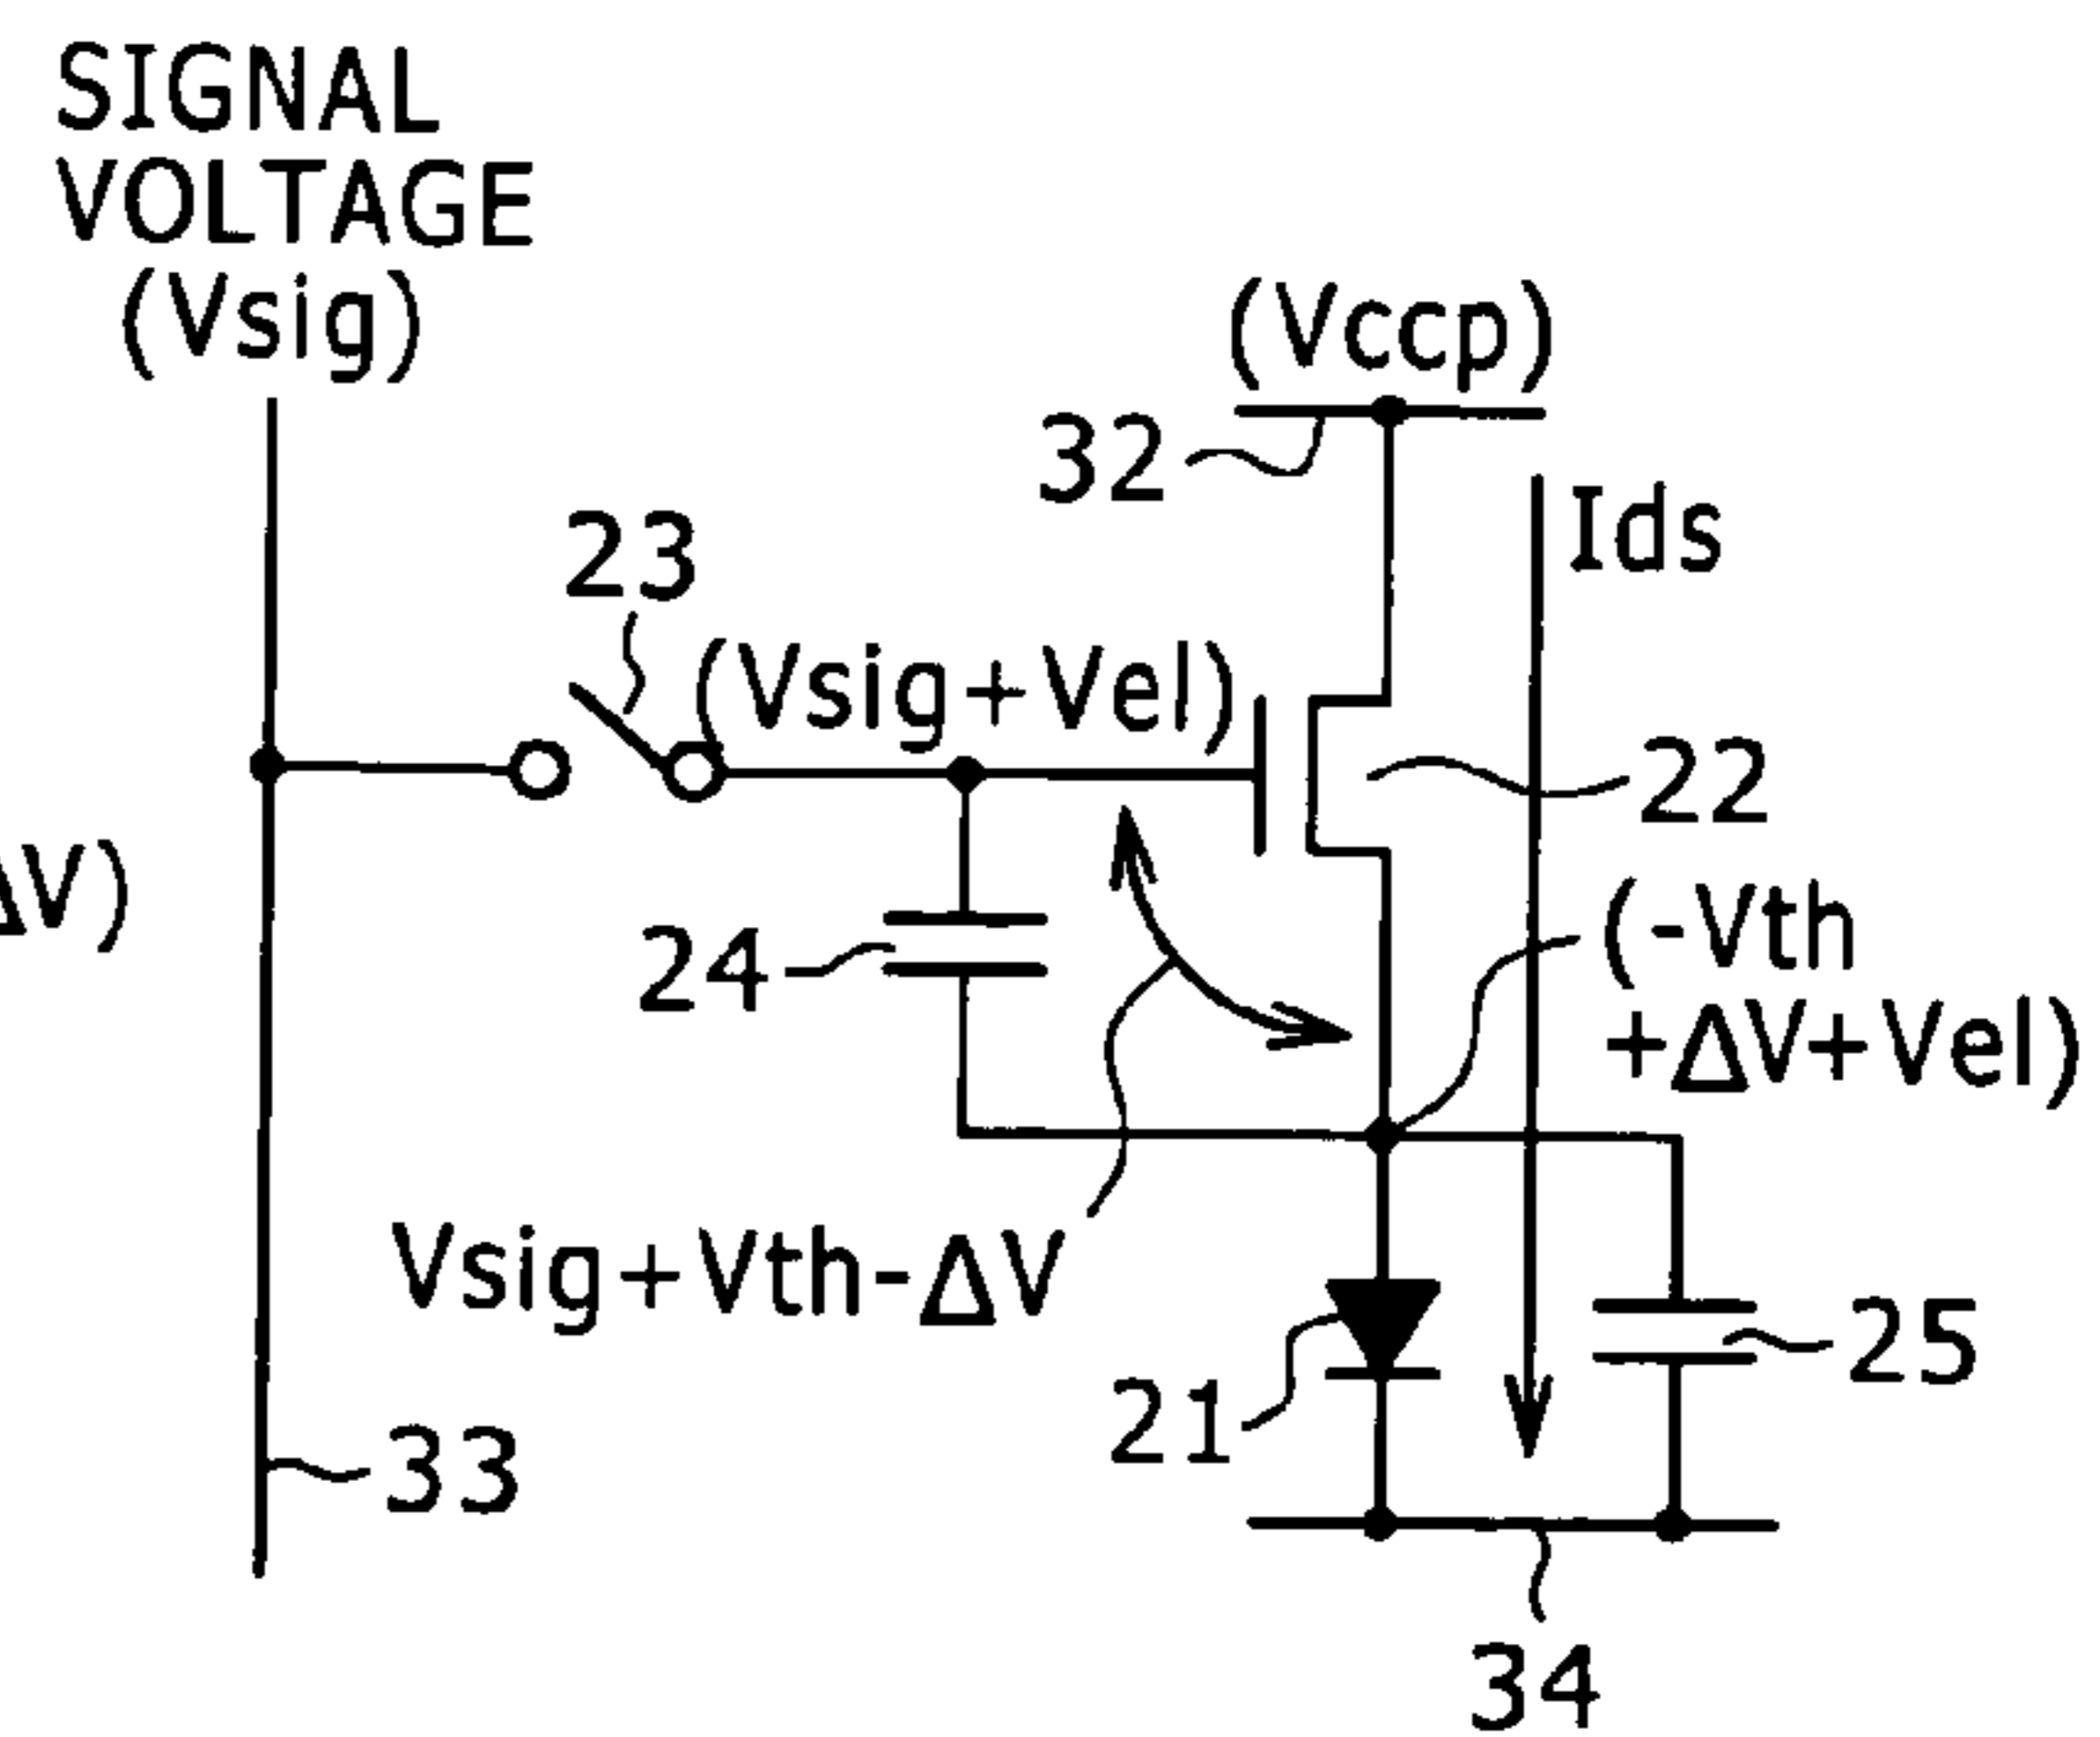 SIGNAL
VOLTAGE
(Vsig)
(Vccp)
32
Ids
23
(Vsig+Vel)
22
ΔV)
24
(-Vth
+ΔV+Vel)
Vsig+Vth-ΔV
25
21
33
34